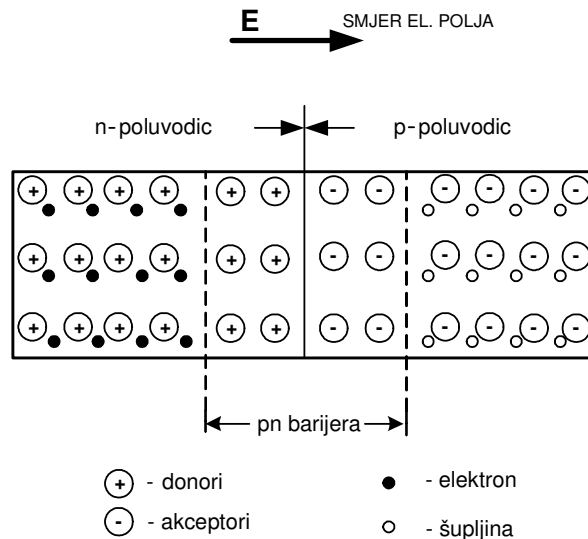 E SMJER EL. POLJA
n-poluvodic p-poluvodic
+ + + + + + - - - - - -
+ + + + + + - - - - - -
+ + + + + + - - - - - -
pn barijera
+ - donori - elektron
- - akceptori - šupljina